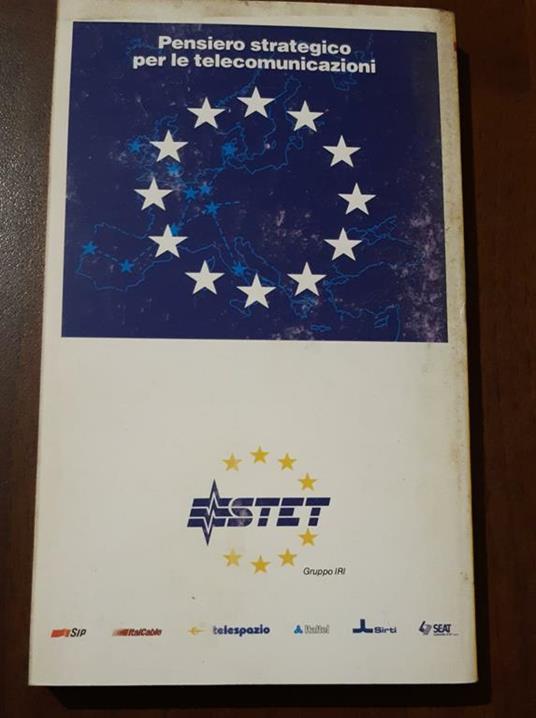 Pensiero strategico
per le telecomunicazioni
STET
Gruppo IRI
SIP ItalCable telespazio Italtel Sirti SEAT